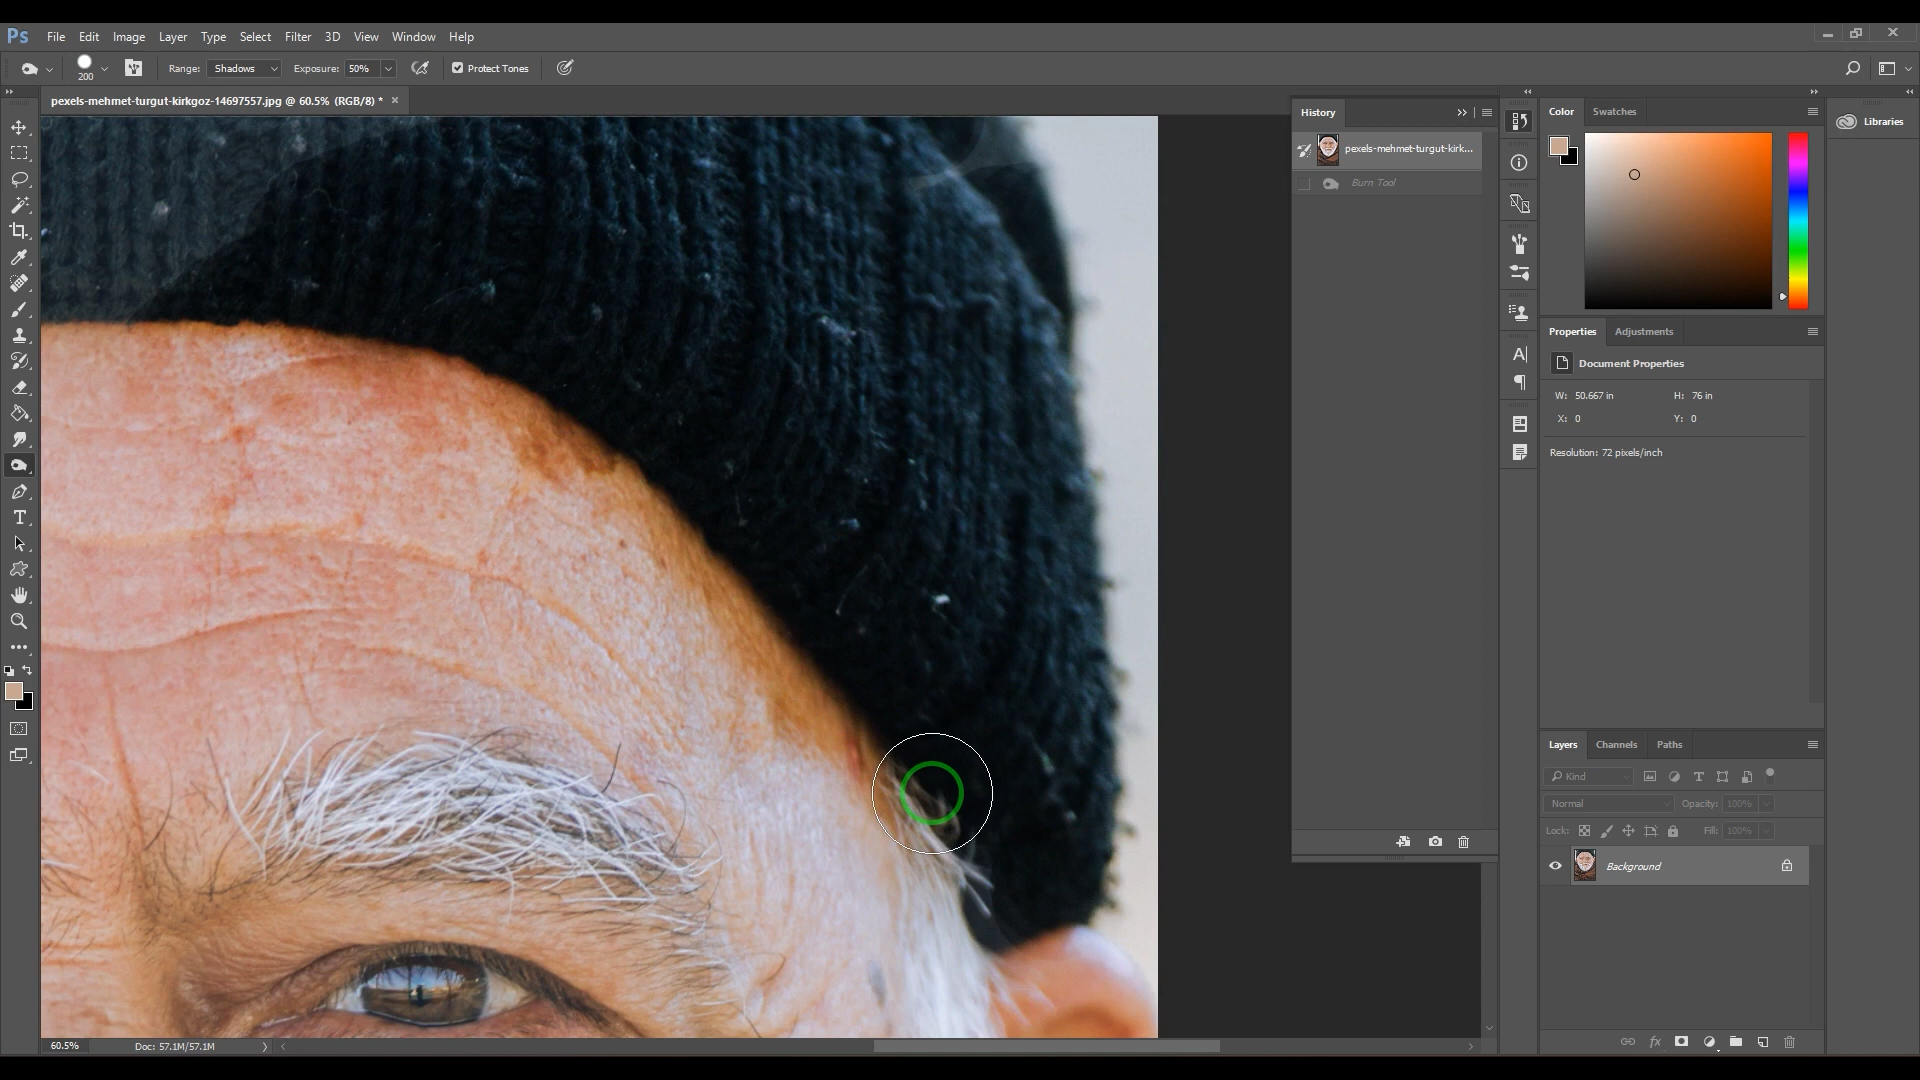 Ps File Edit Image Layer Type Select Filter 3D View Window Help
200 Range: Shadows Exposure: 50% Protect Tones
pexels-mehmet-turgut-kirkgoz-14697557.jpg @ 60.5% (RGB/8) *
History
pexels-mehmet-turgut-kirk...
Burn Tool
Color Swatches
Libraries
Properties Adjustments
Document Properties
W: 50.667 in H: 76 in
X: 0 Y: 0
Resolution: 72 pixels/inch
Layers Channels Paths
Kind
Normal Opacity: 100%
Lock: Fill: 100%
Background
60.5% Doc: 57.1M/57.1M